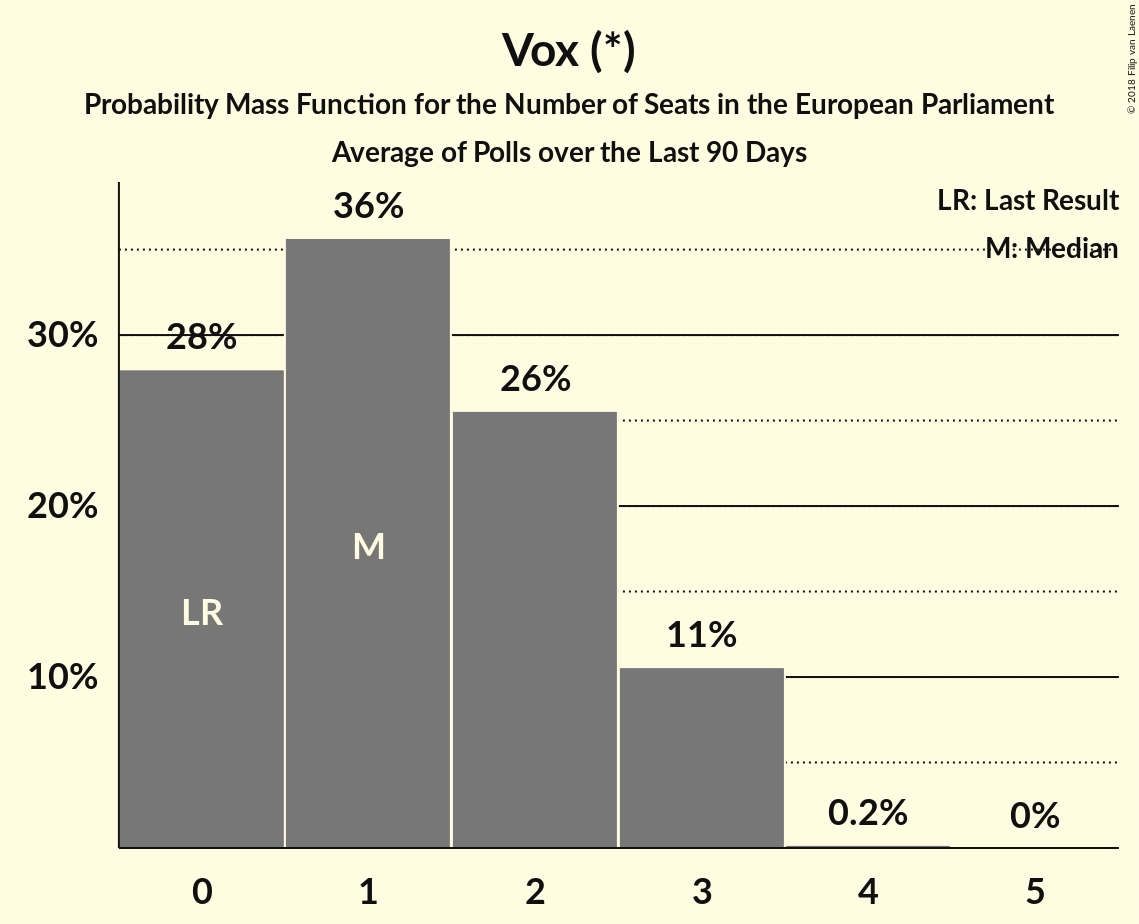 Vox (*)
Probability Mass Function for the Number of Seats in the European Parliament
Average of Polls over the Last 90 Days
© 2018 Filip van Laenen
LR: Last Result
M: Median
36%
28%
26%
11%
0.2%
0%
30%
20%
10%
LR
M
0 1 2 3 4 5